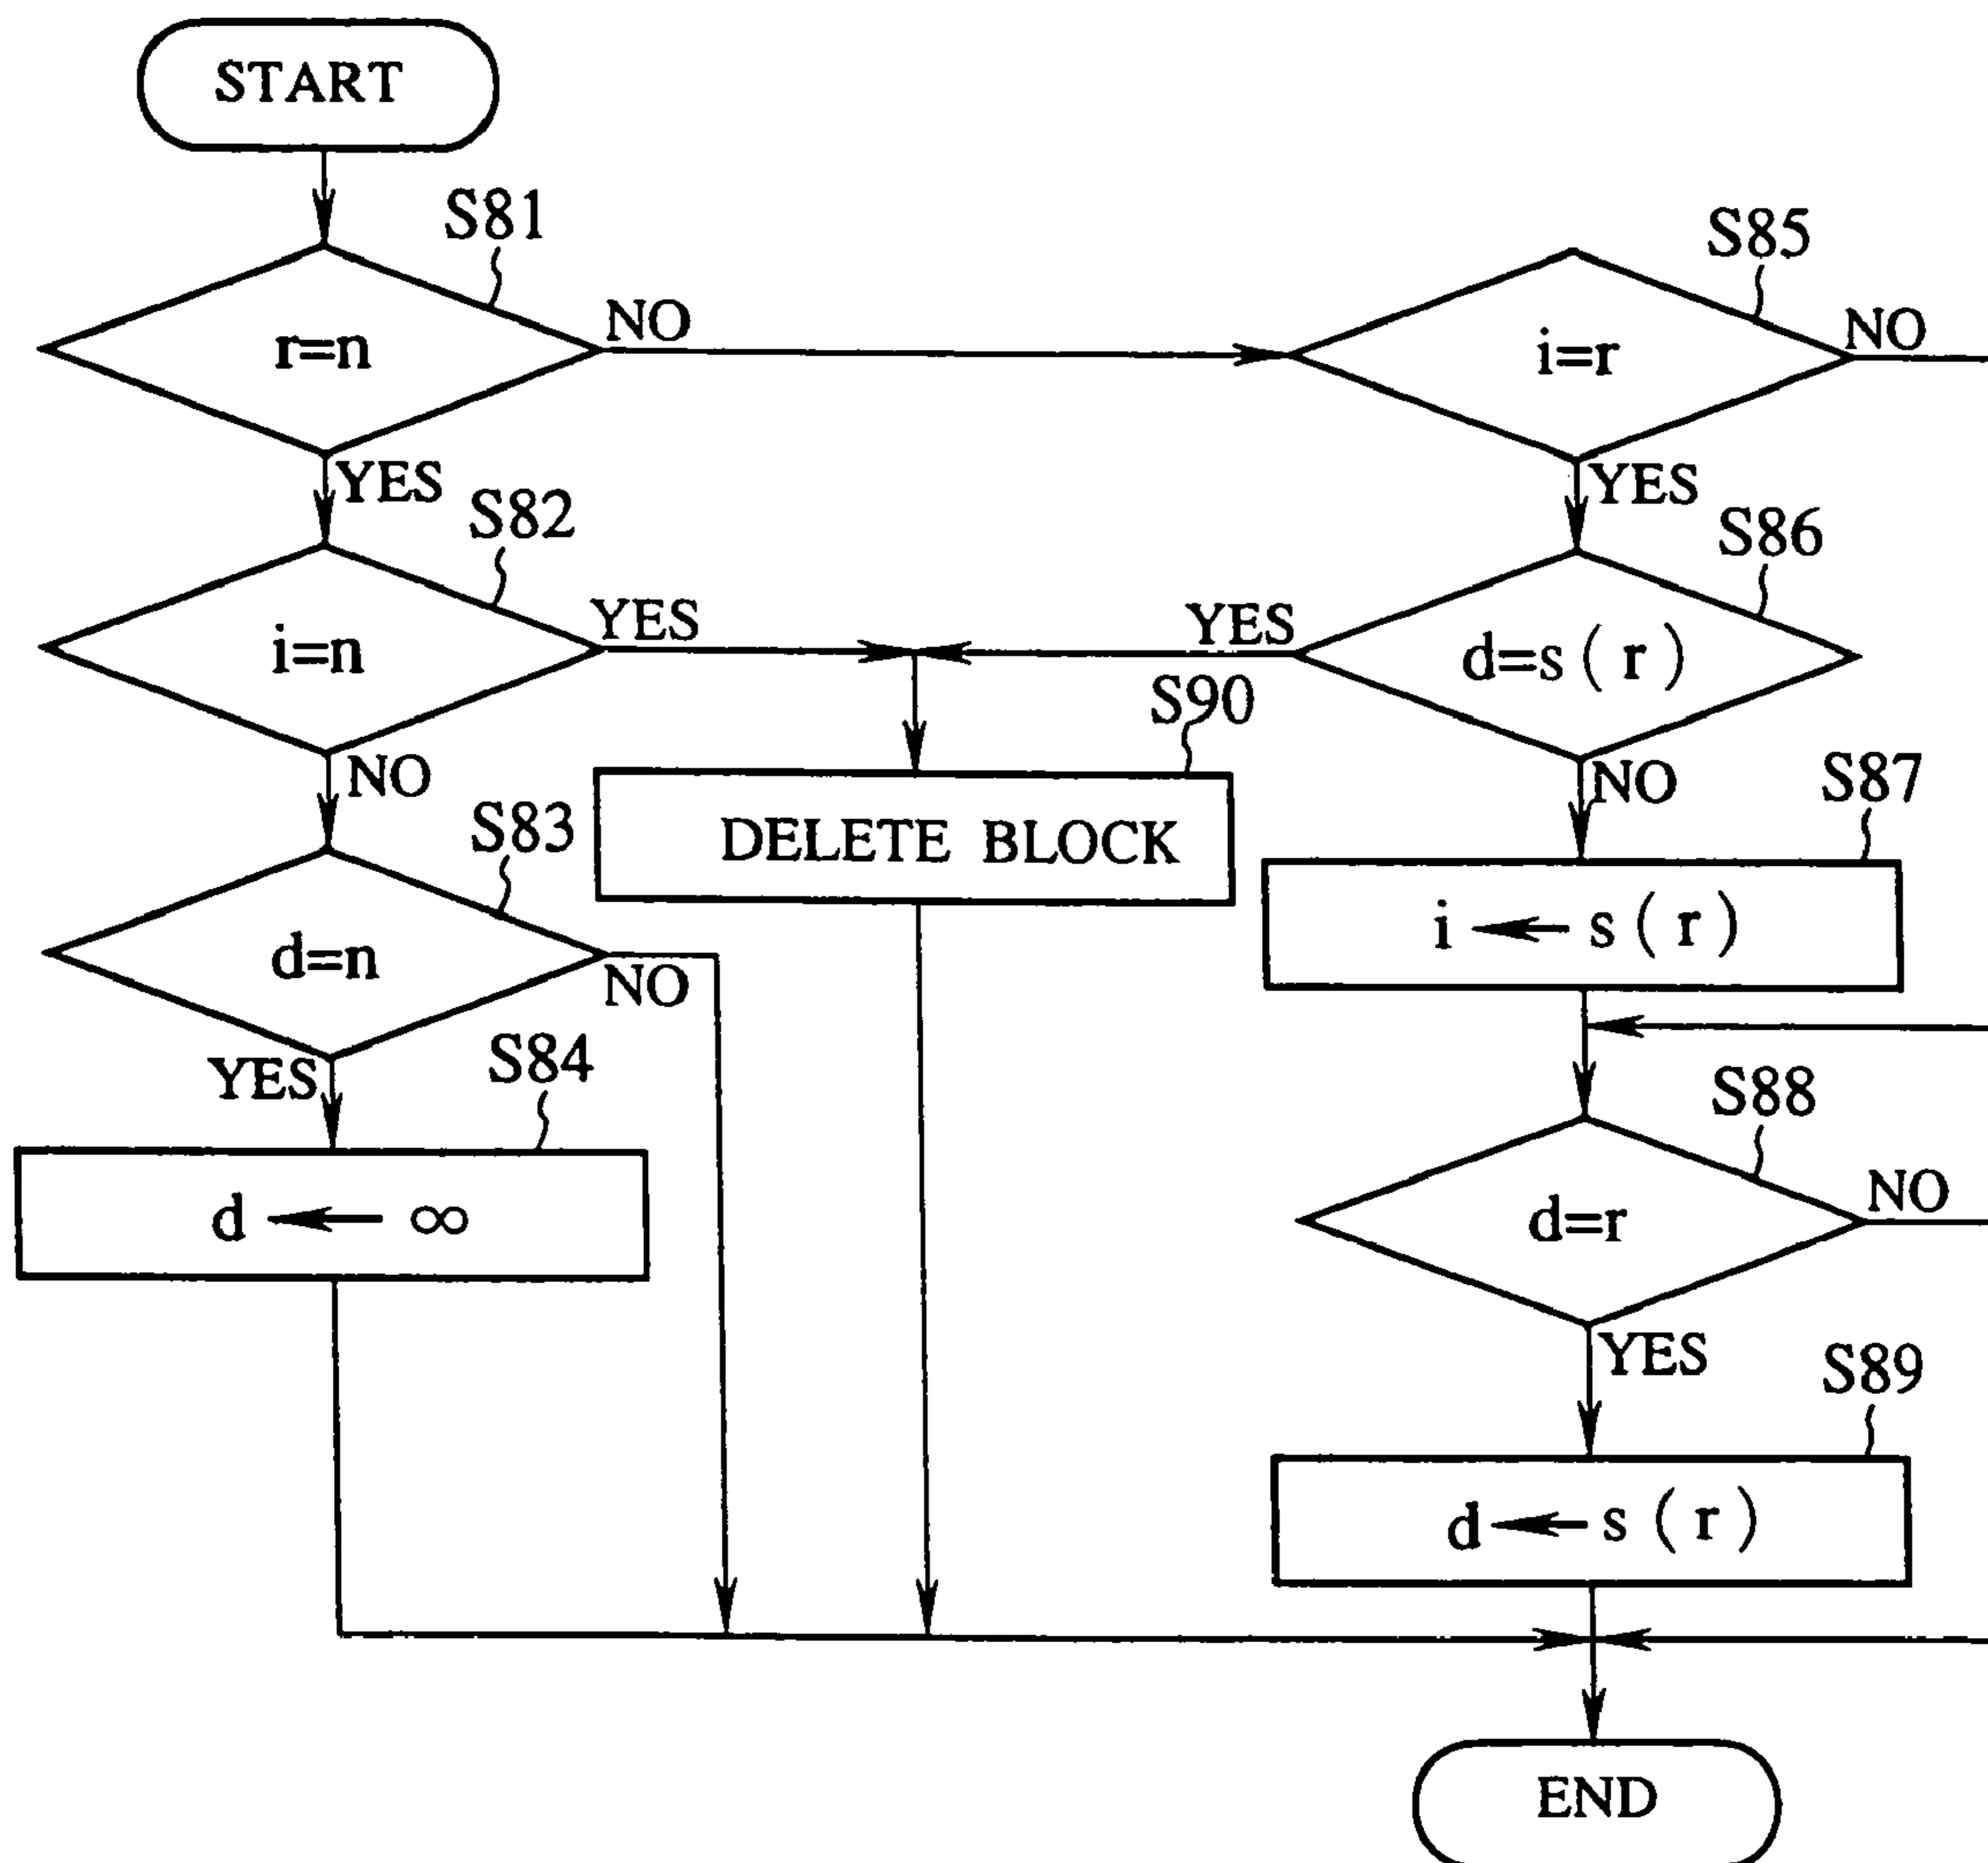 START
S81
r=n
NO
YES
S82
i=n
YES
NO
S83
d=n
NO
YES
S84
d ← ∞
S90
DELETE BLOCK
S85
i=r
NO
YES
S86
d=s ( r )
YES
NO
S87
i ← s ( r )
S88
d=r
NO
YES
S89
d ← s ( r )
END